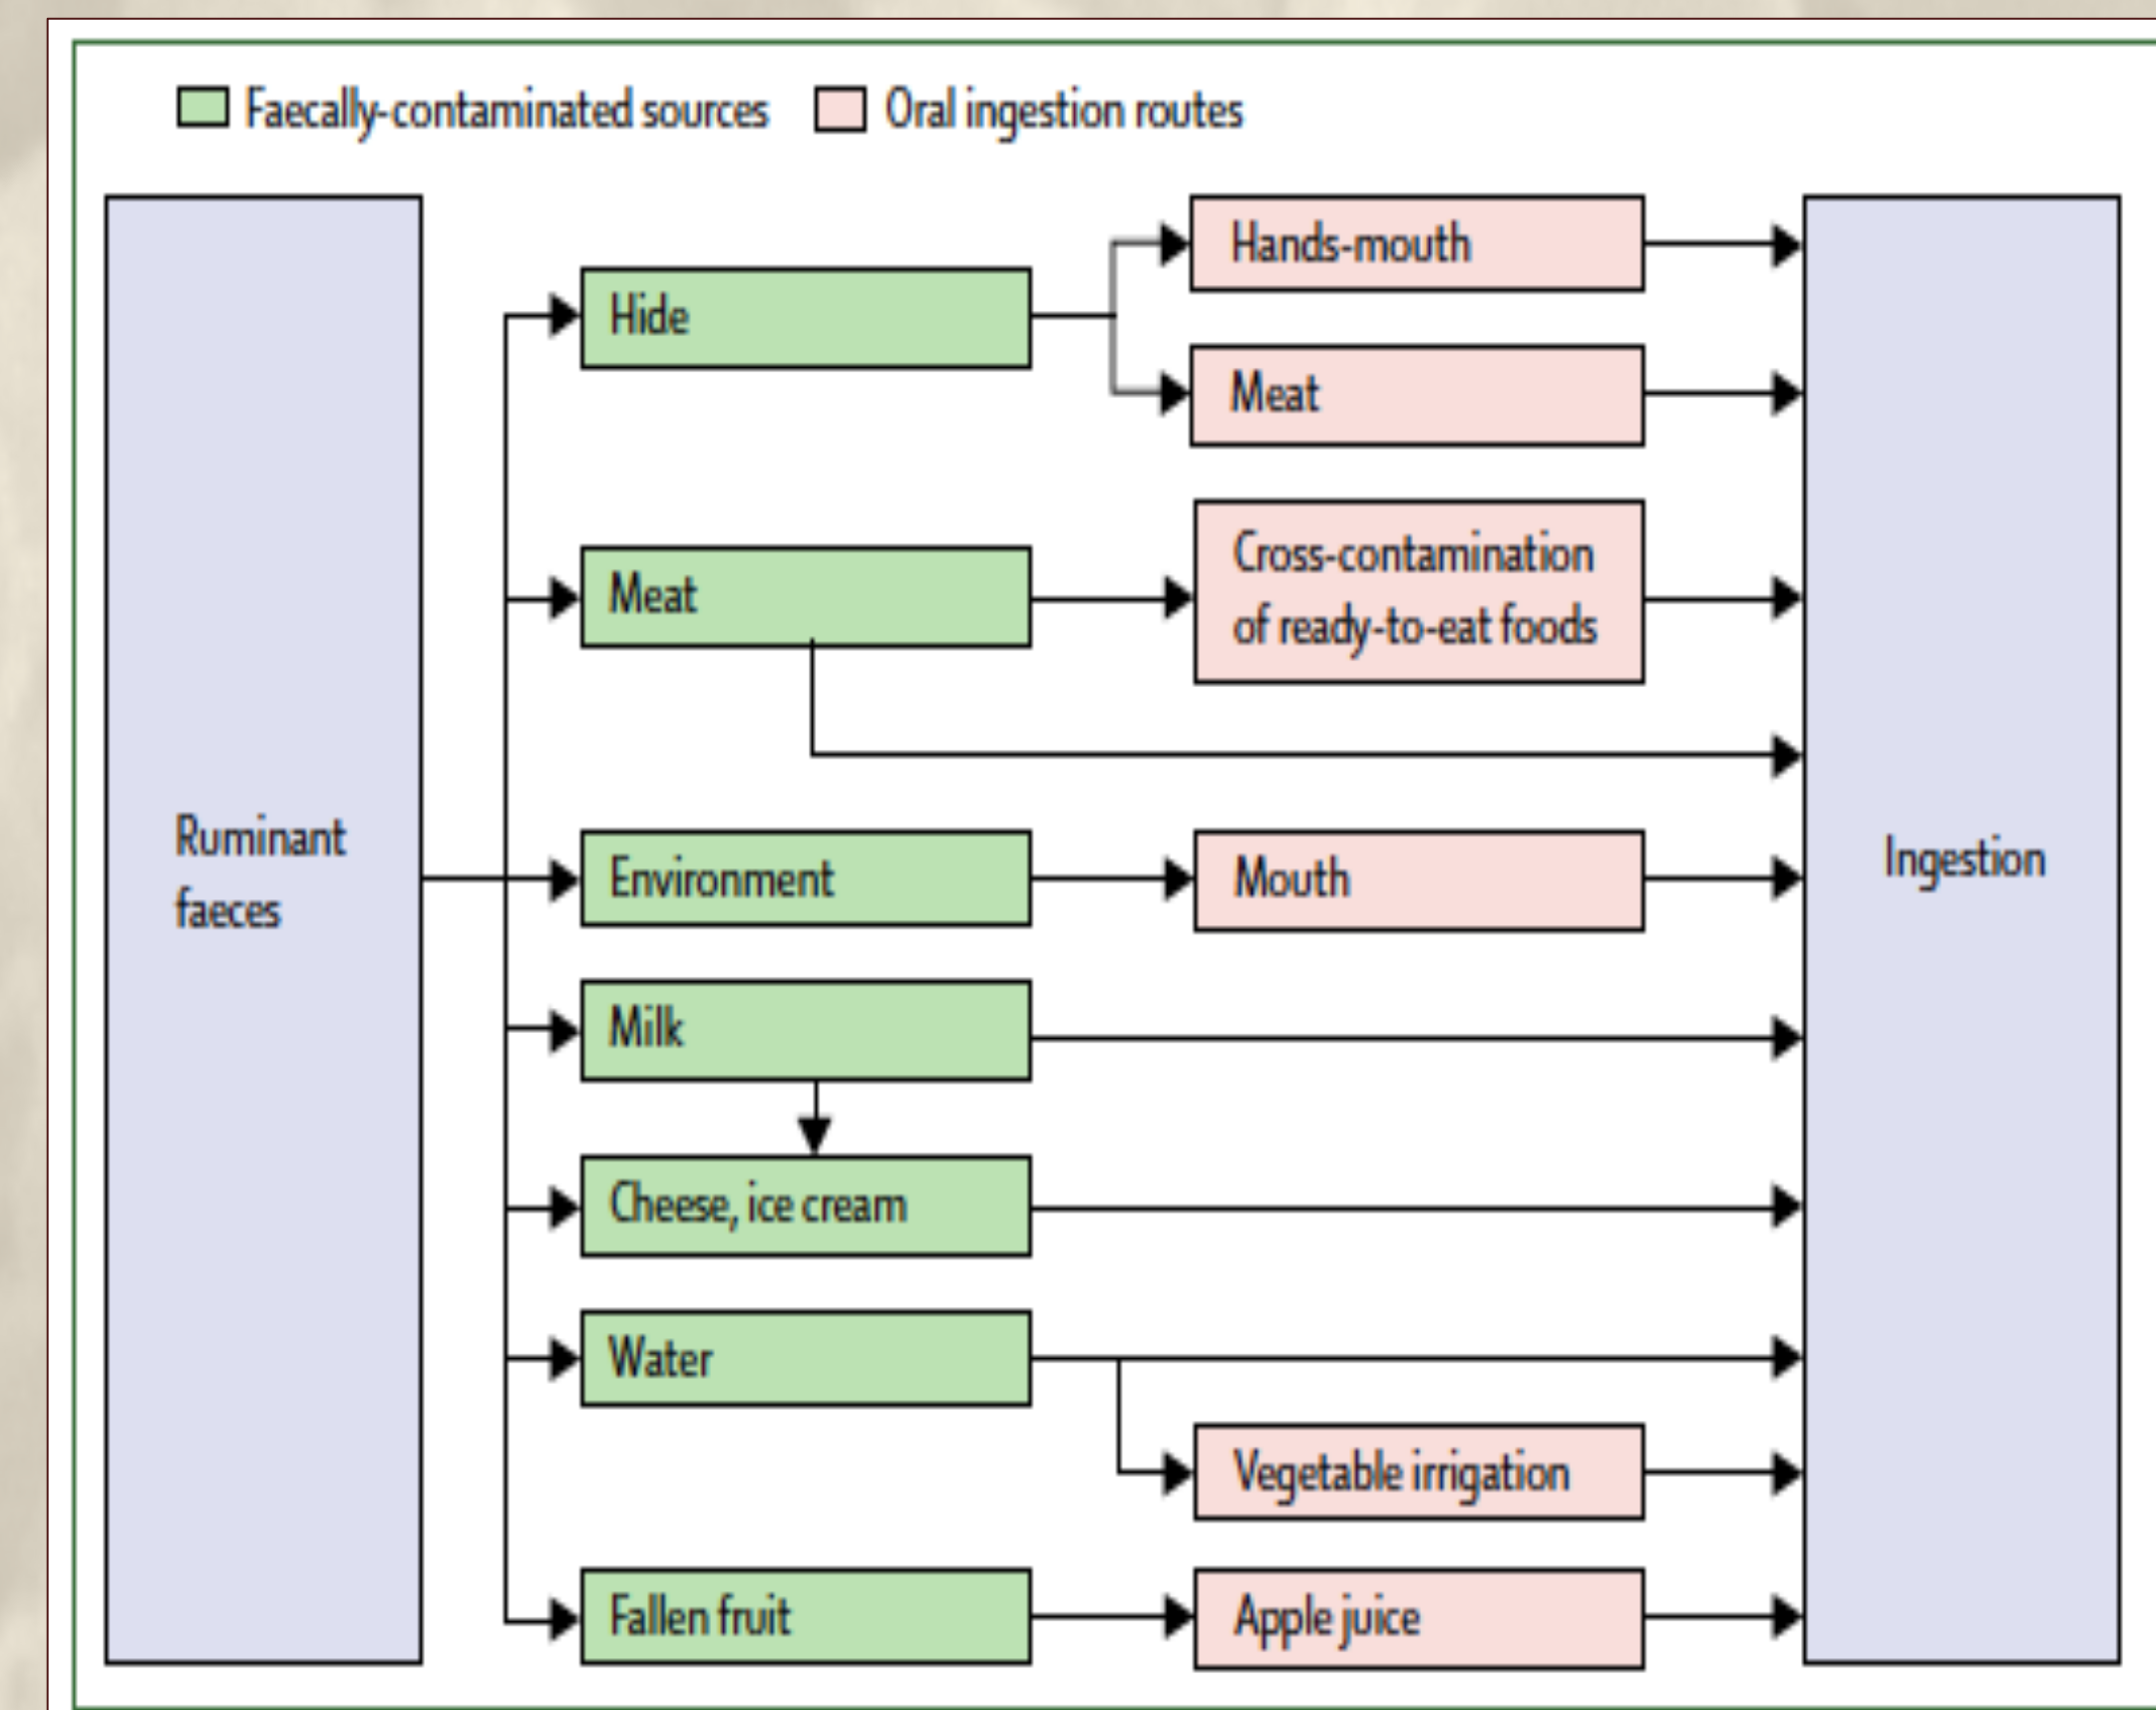 Faecally-contaminated sources
Oral ingestion routes
Ruminant
faeces
Hide
Meat
Environment
Milk
Cheese, ice cream
Water
Fallen fruit
Hands-mouth
Meat
Cross-contamination
of ready-to-eat foods
Mouth
Vegetable irrigation
Apple juice
Ingestion